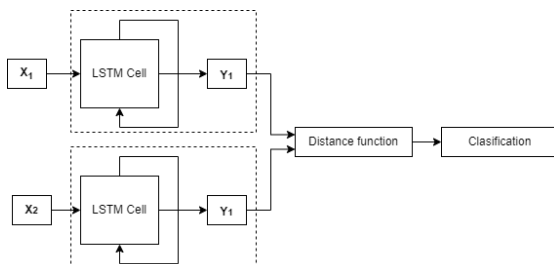 X1
LSTM Cell
Y1
Distance function
Clasification
X2
LSTM Cell
Y1